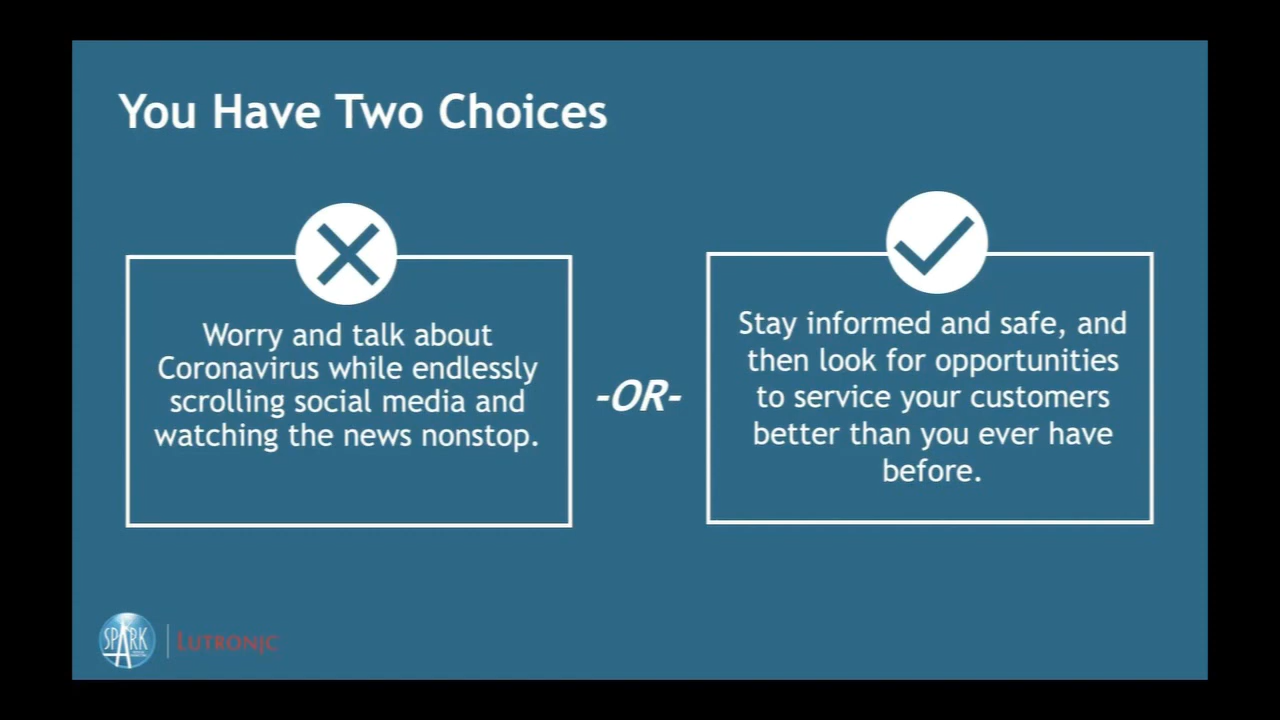 You Have Two Choices
Worry and talk about
Coronavirus while endlessly
scrolling social media and
watching the news nonstop.
-OR-
Stay informed and safe, and
then look for opportunities
to service your customers
better than you ever have
before.
SPARK
LUTRONIC